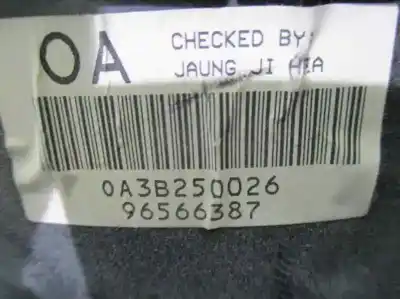 OA
CHECKED BY:
JAUNG JI HEA
0A3B250026
96566387